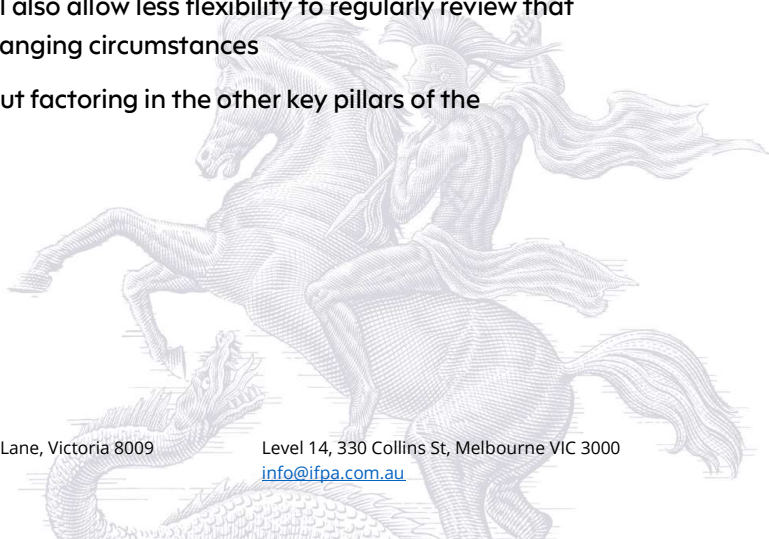 l also allow less flexibility to regularly review that
anging circumstances
ut factoring in the other key pillars of the
Lane, Victoria 8009 Level 14, 330 Collins St, Melbourne VIC 3000
info@ifpa.com.au